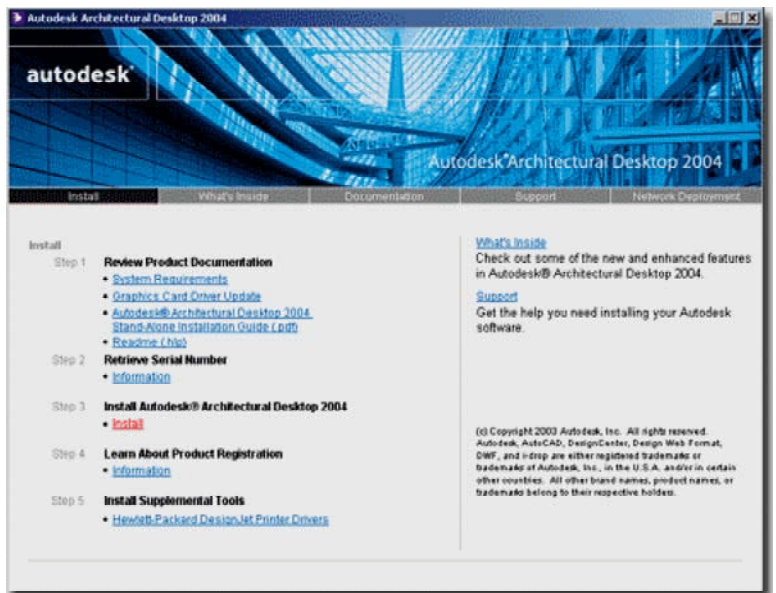 Autodesk Architectural Desktop 2004
autodesk®
Autodesk® Architectural Desktop 2004
Install
What's Inside
Documentation
Support
Network Deployment
Install
Step 1
Review Product Documentation
• System Requirements
• Graphics Card Driver Update
• Autodesk® Architectural Desktop 2004
Stand-Alone Installation Guide (.pdf)
• Readme (.hlp)
Step 2
Retrieve Serial Number
• Information
Step 3
Install Autodesk® Architectural Desktop 2004
• Install
Step 4
Learn About Product Registration
• Information
Step 5
Install Supplemental Tools
• Hewlett-Packard DesignJet Printer Drivers
What's Inside
Check out some of the new and enhanced features
in Autodesk® Architectural Desktop 2004.
Support
Get the help you need installing your Autodesk
software.
(c) Copyright 2003 Autodesk, Inc. All rights reserved.
Autodesk, AutoCAD, DesignCenter, Design Web Format,
DWF, and i-drop are either registered trademarks or
trademarks of Autodesk, Inc., in the U.S.A. and/or in certain
other countries. All other brand names, product names, or
trademarks belong to their respective holders.